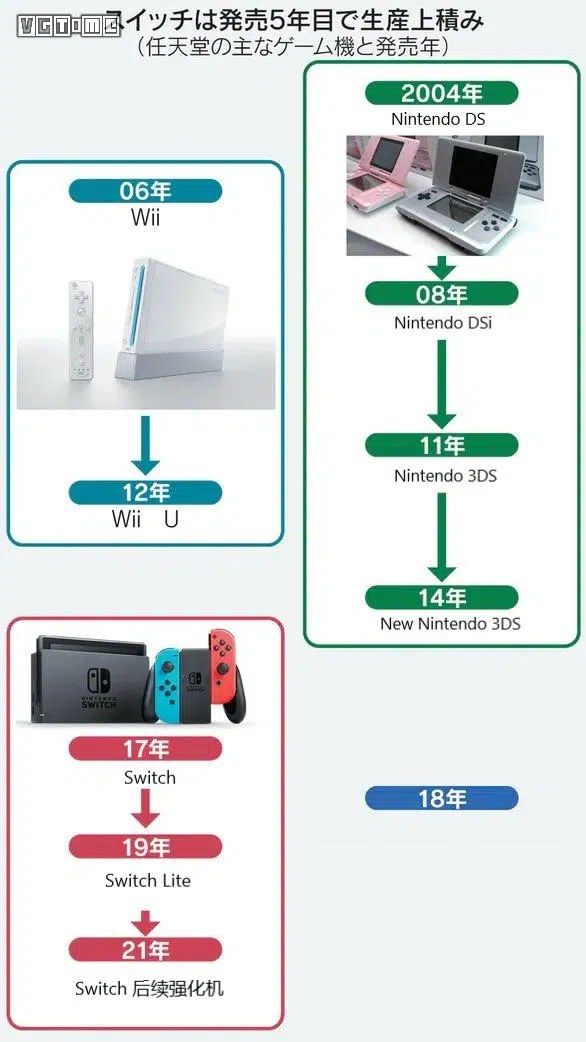 VGTIME
スイッチは発売5年目で生産上積み
(任天堂の主なゲーム機と発売年)
2004年
Nintendo DS
06年
Wii
08年
Nintendo DSi
11年
Nintendo 3DS
12年
Wii U
14年
New Nintendo 3DS
NINTENDO
SWITCH
SWITCH
17年
Switch
18年
19年
Switch Lite
21年
Switch 后续强化机